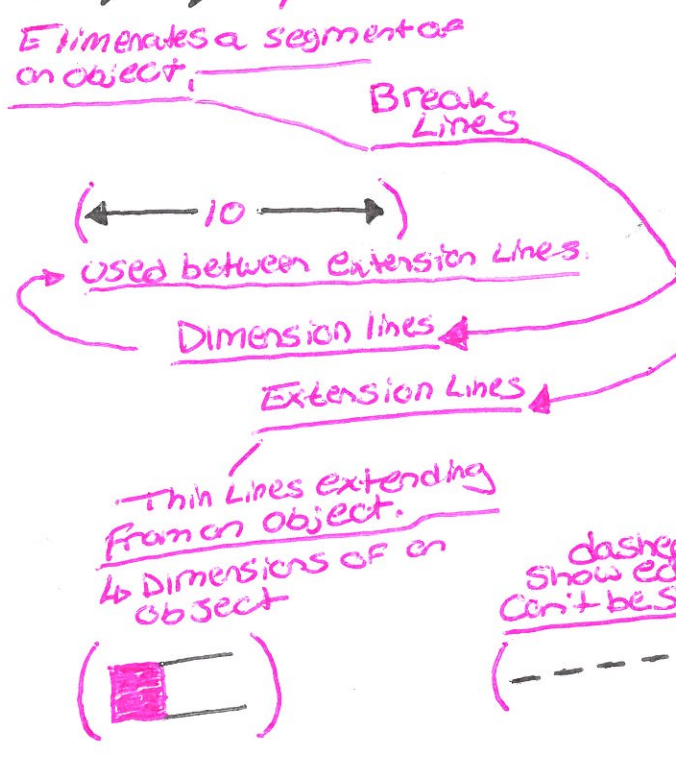 Elimenates a segment of
an object.
Break
Lines
10
Used between extension Lines.
Dimension lines
Extension Lines
Thin Lines extending
From an object.
↳ Dimensions of an
object
dashe
Show ed
Can't be s